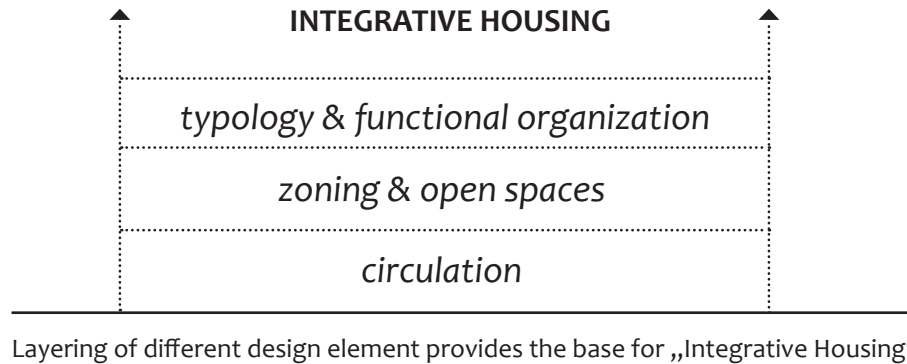 INTEGRATIVE HOUSING
typology & functional organization
zoning & open spaces
circulation
Layering of different design element provides the base for „Integrative Housing